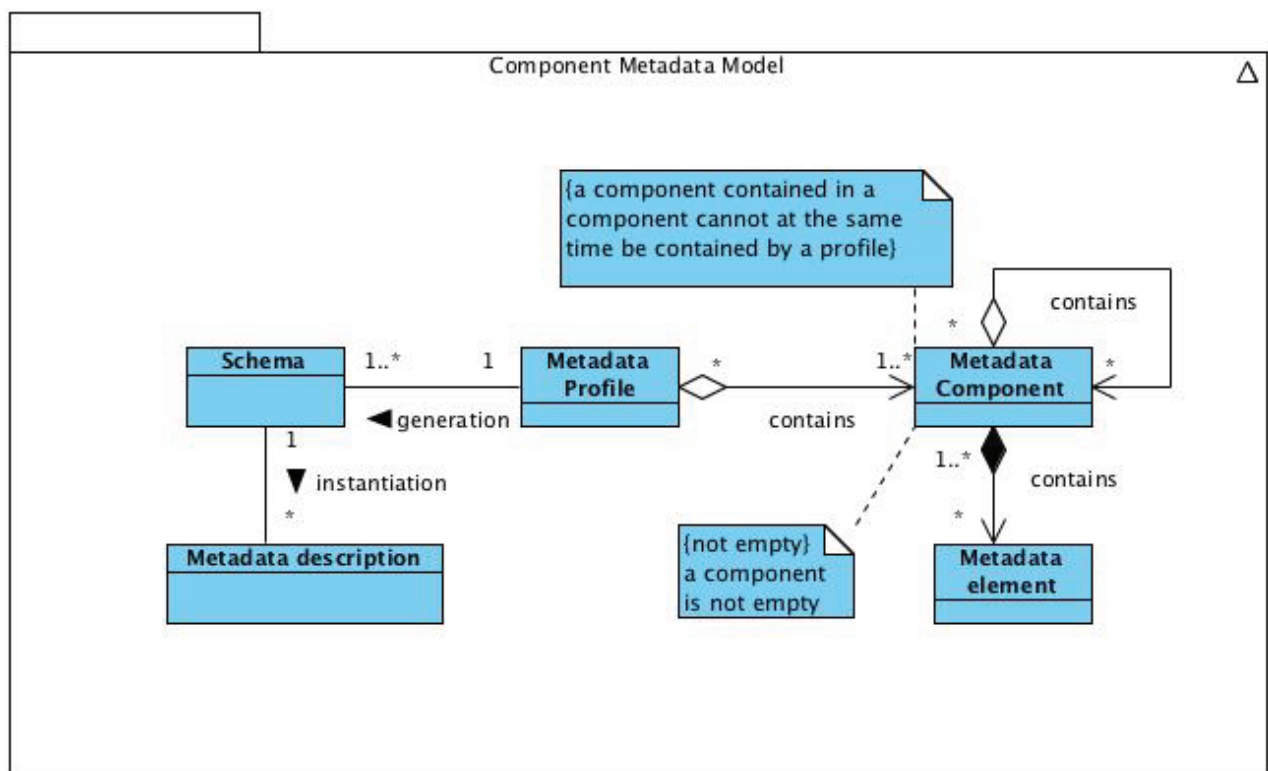 Component Metadata Model
{a component contained in a
component cannot at the same
time be contained by a profile}
contains
*
*
Schema
1..*
1
Metadata
Profile
*
1..*
Metadata
Component
generation
contains
1
instantiation
*
1..*
contains
*
Metadata description
{not empty}
a component
is not empty
Metadata
element